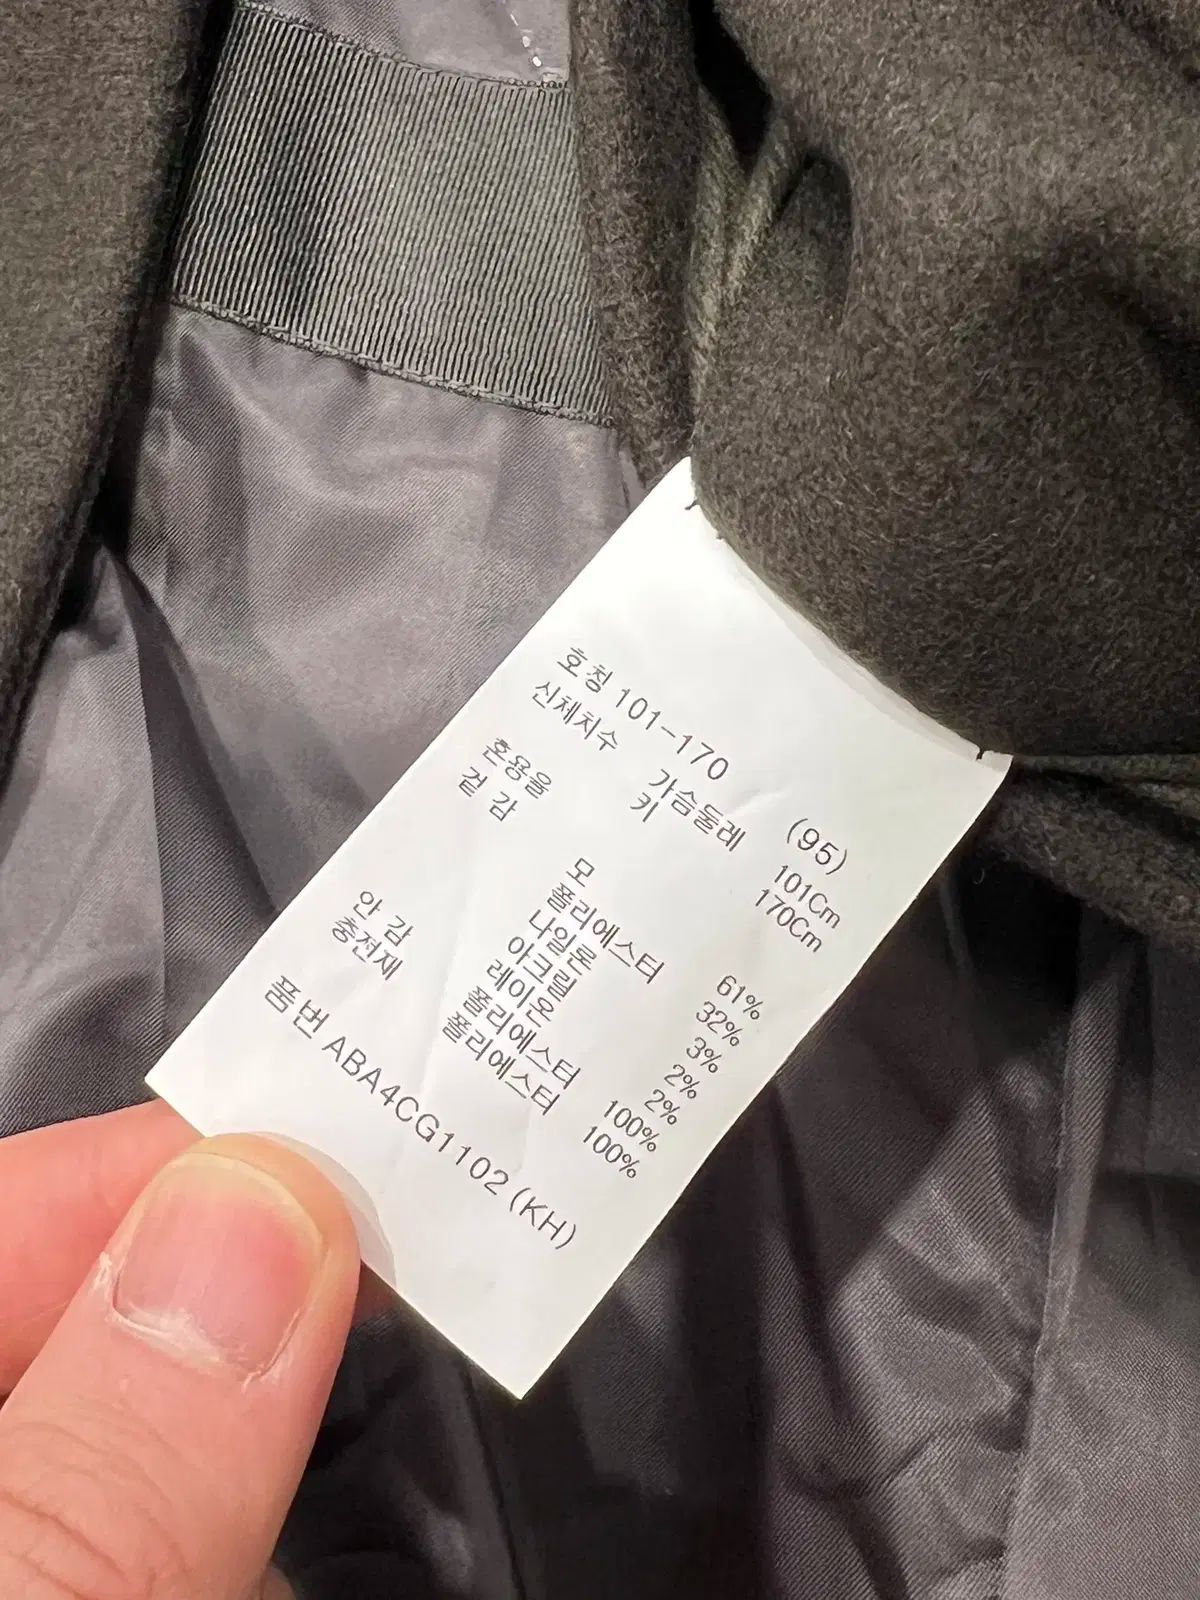 호칭 101-170 (95)
신체치수 가슴둘레 101Cm
키 170Cm
혼용율
겉 감 모 61%
폴리에스터 32%
나일론 3%
아크릴 2%
레이온 2%
안 감 폴리에스터 100%
충전재 폴리에스터 100%
품번 ABA4CG1102 (KH)